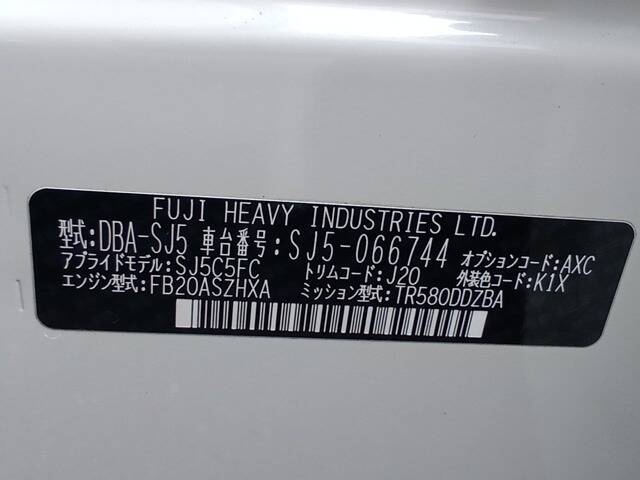 FUJI HEAVY INDUSTRIES LTD.
型式:DBA-SJ5 車台番号:SJ5-066744 オプションコード:AXC
アプライドモデル:SJ5C5FC トリムコード:J20 外装色コード:K1X
エンジン型式:FB20ASZHXA ミッション型式:TR580DDZBA